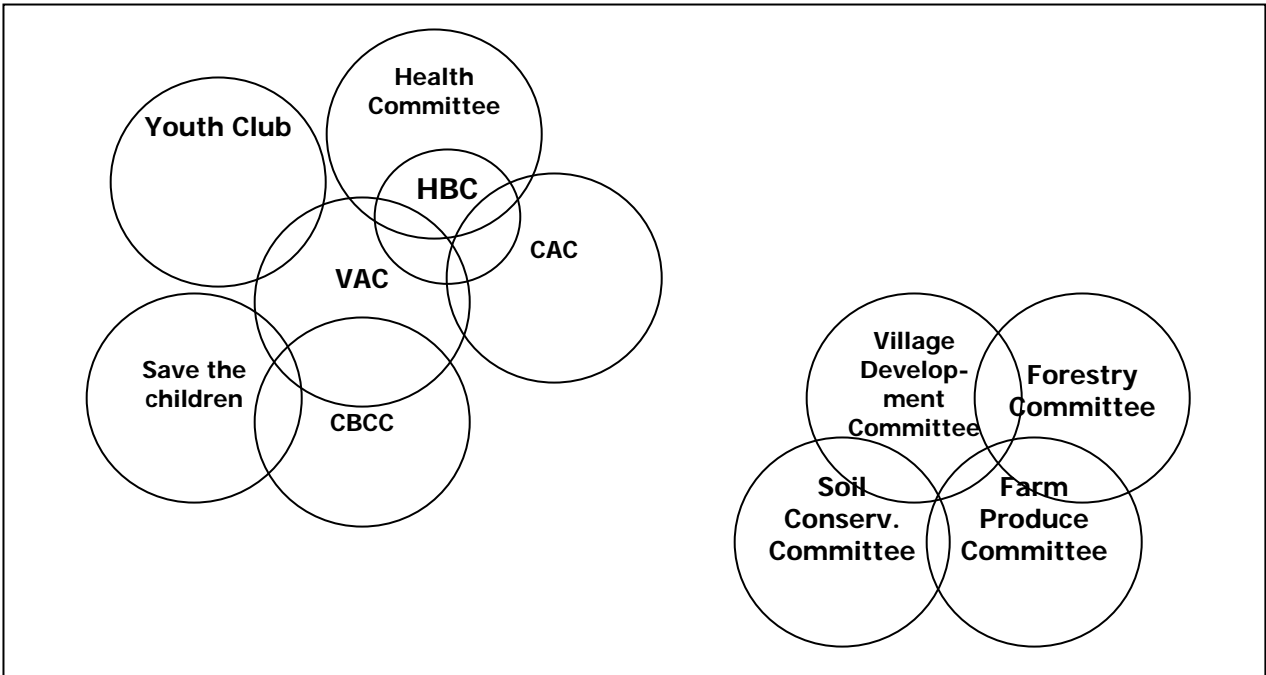 Health
Committee
Youth Club
HBC
CAC
VAC
Save the
children
CBCC
Village
Develop-
ment
Committee
Forestry
Committee
Soil
Conserv.
Committee
Farm
Produce
Committee